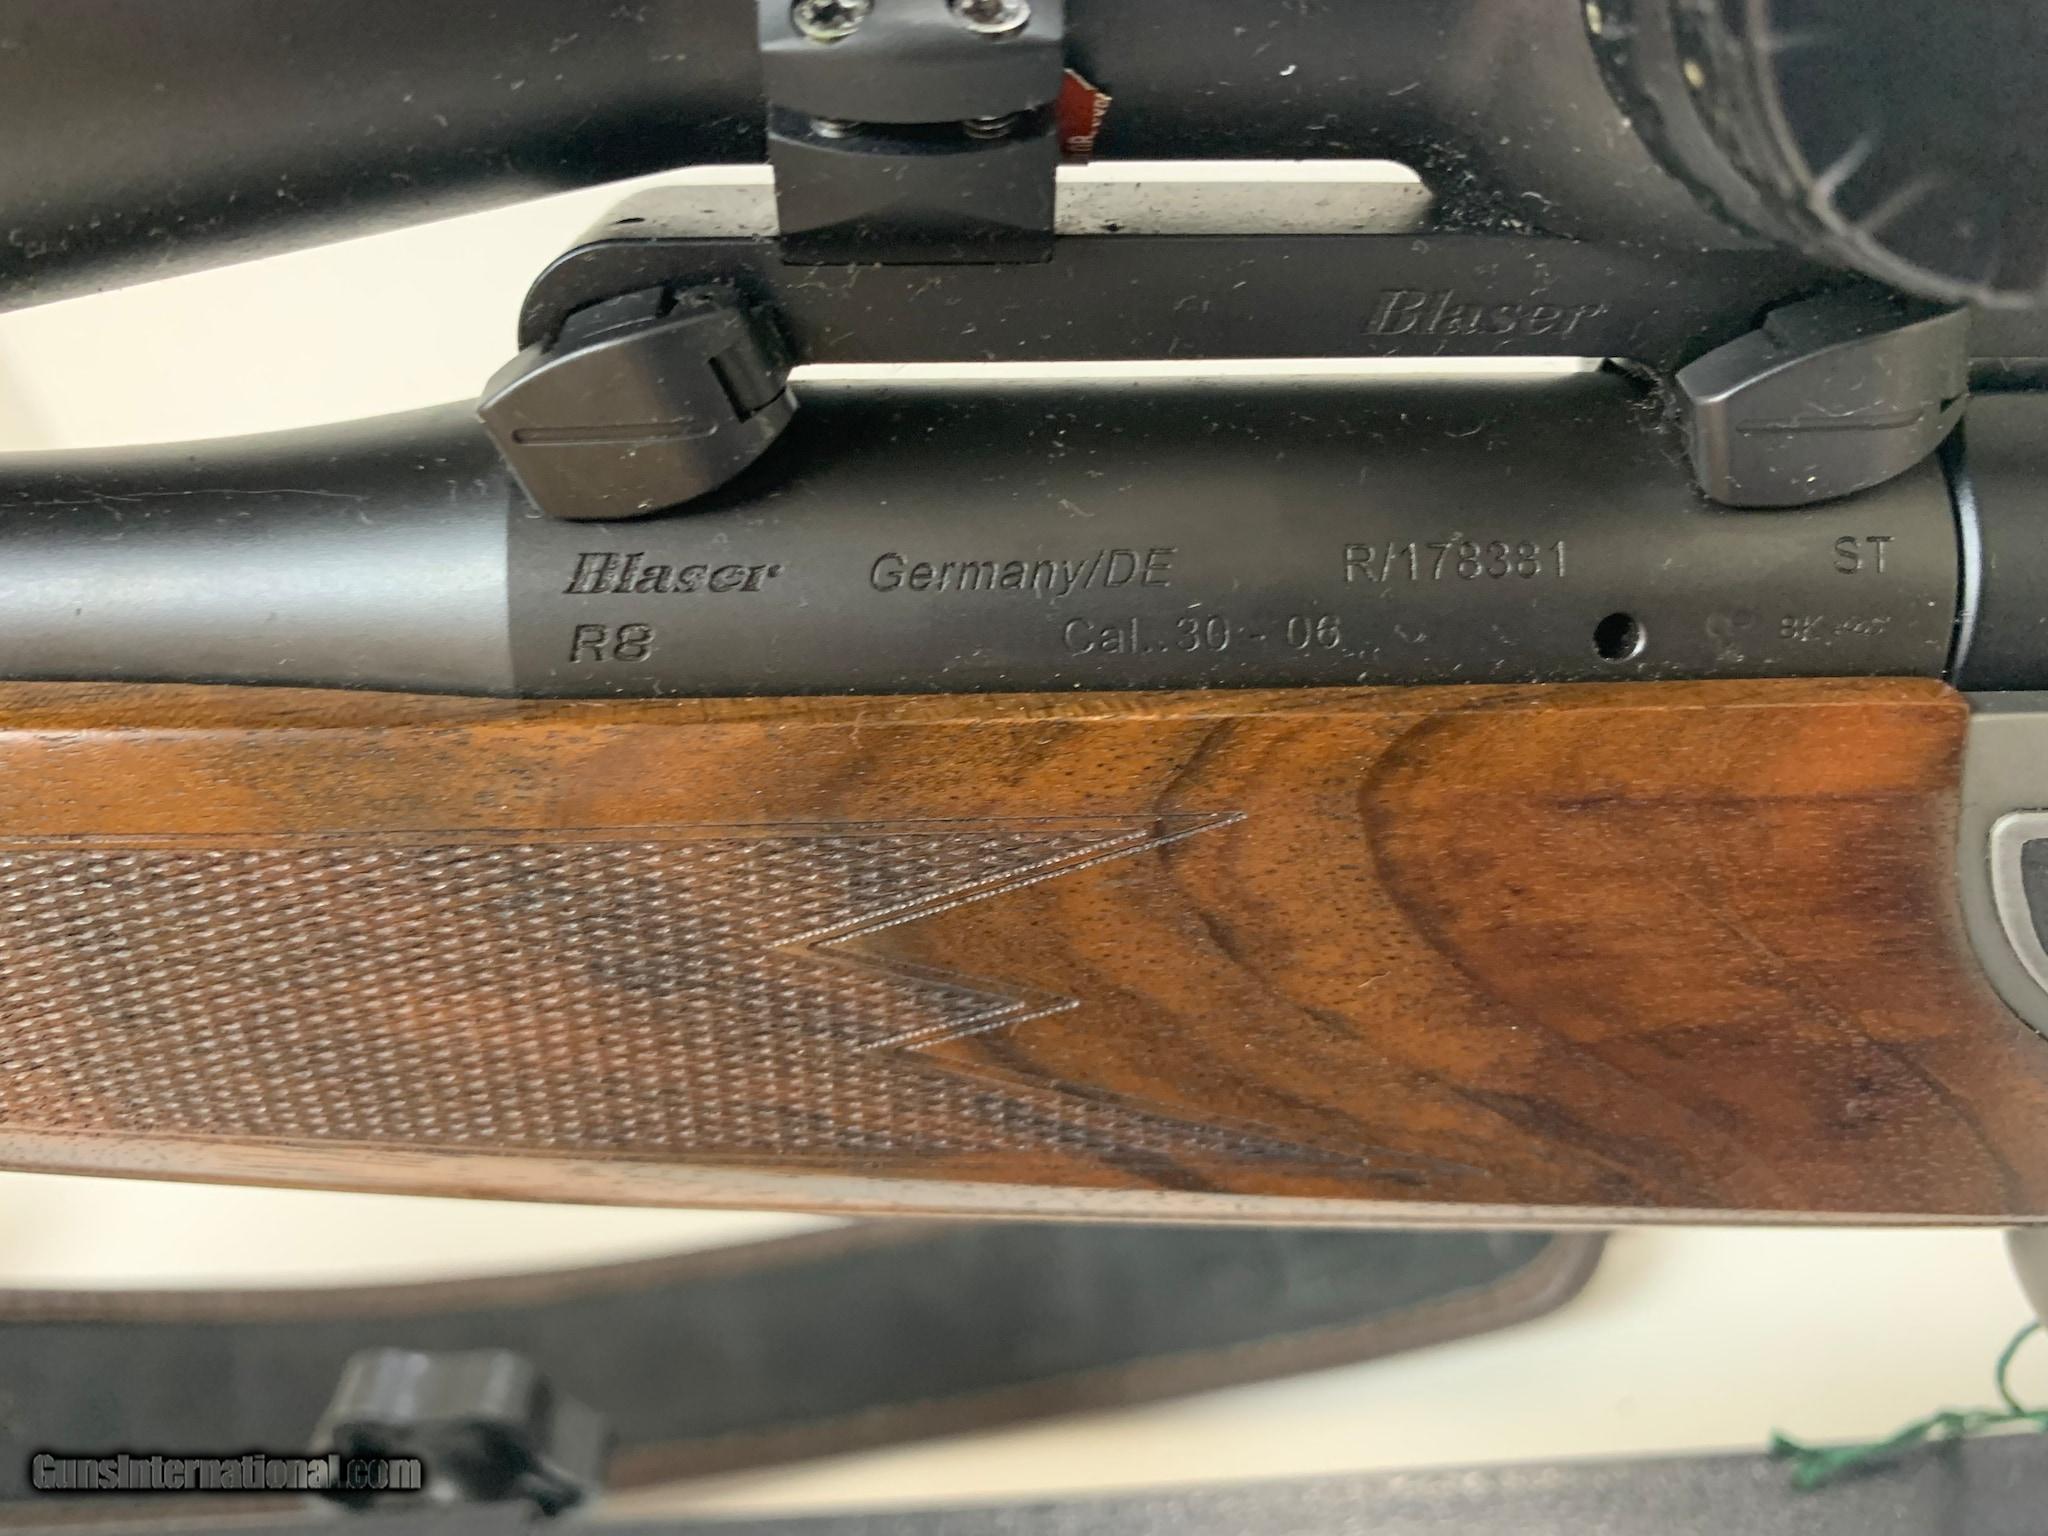 Blaser
Blaser Germany/DE R/178381 ST
R8 Cal..30-06
GunsInternational.com